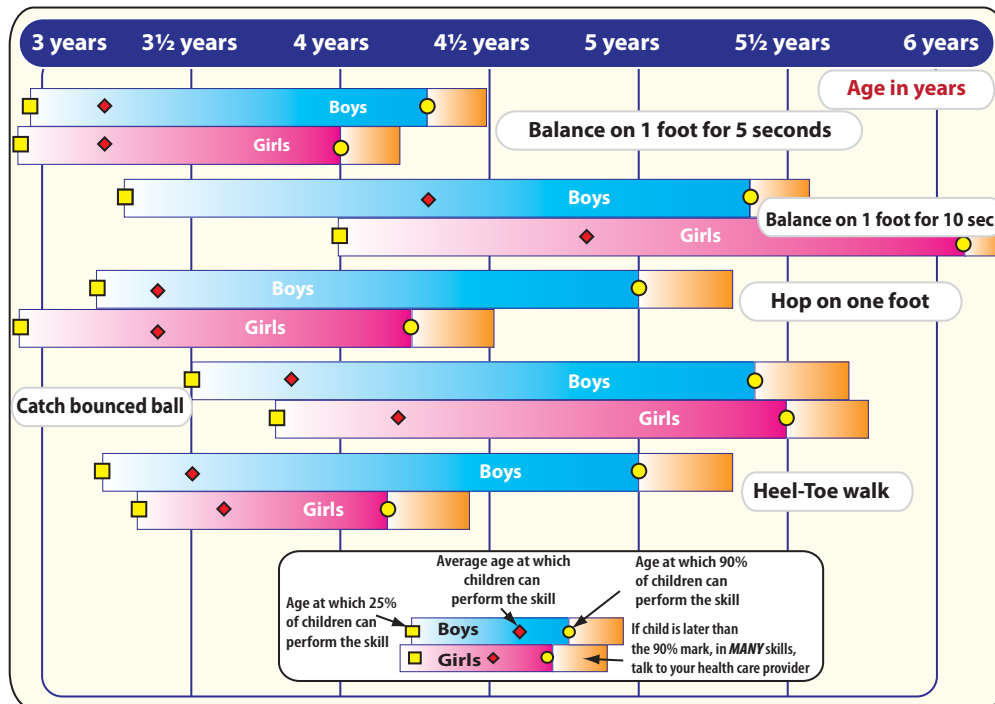 3 years 3½ years 4 years 4½ years 5 years 5½ years 6 years
Age in years
Boys
Balance on 1 foot for 5 seconds
Girls
Boys
Balance on 1 foot for 10 sec
Girls
Boys
Hop on one foot
Girls
Boys
Catch bounced ball
Girls
Boys
Heel-Toe walk
Girls
Age at which 25%
of children can
perform the skill
Average age at which
children can
perform the skill
Age at which 90%
of children can
perform the skill
Boys
Girls
If child is later than
the 90% mark, in MANY skills,
talk to your health care provider